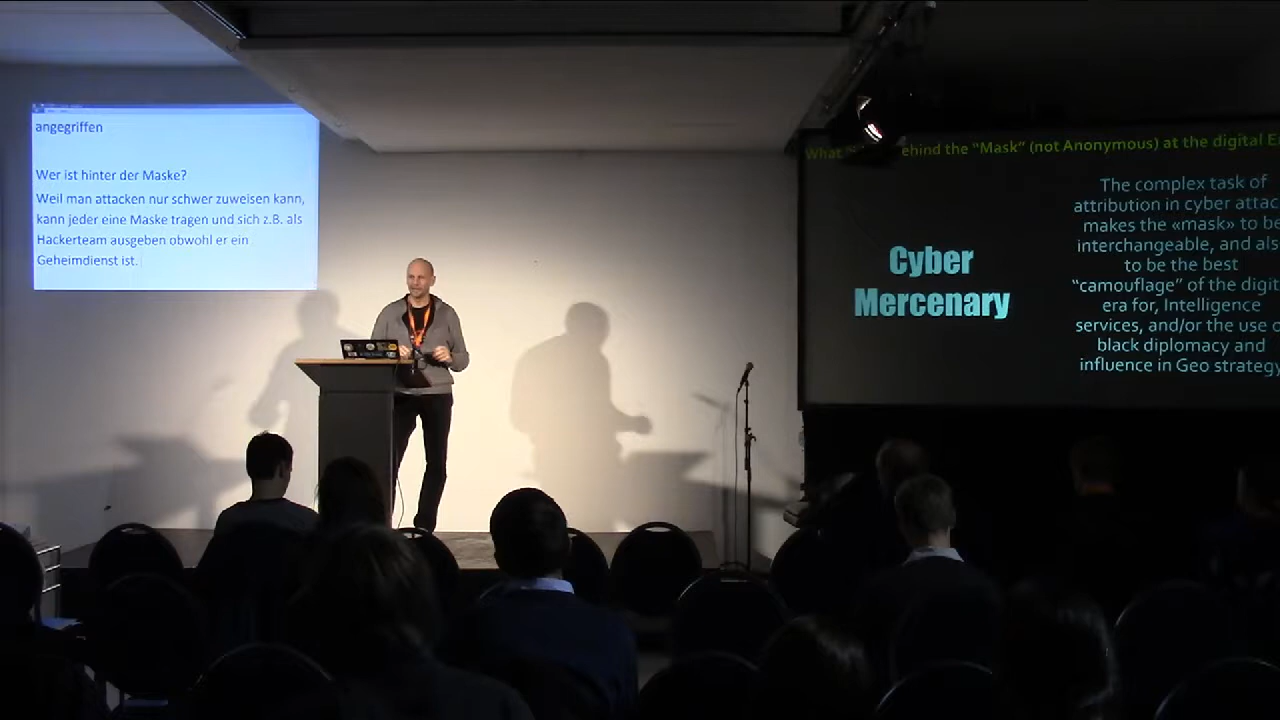 angegriffen
Wer ist hinter der Maske?
Weil man attacken nur schwer zuweisen kann,
kann jeder eine Maske tragen und sich z.B. als
Hackerteam ausgeben obwohl er ein
Geheimdienst ist.
What ehind the "Mask" (not Anonymous) at the digital E
Cyber
Mercenary
The complex task of
attribution in cyber attac
makes the «mask» to be
interchangeable, and als
to be the best
"camouflage" of the digit
era for, Intelligence
services, and/or the use o
black diplomacy and
influence in Geo strategy